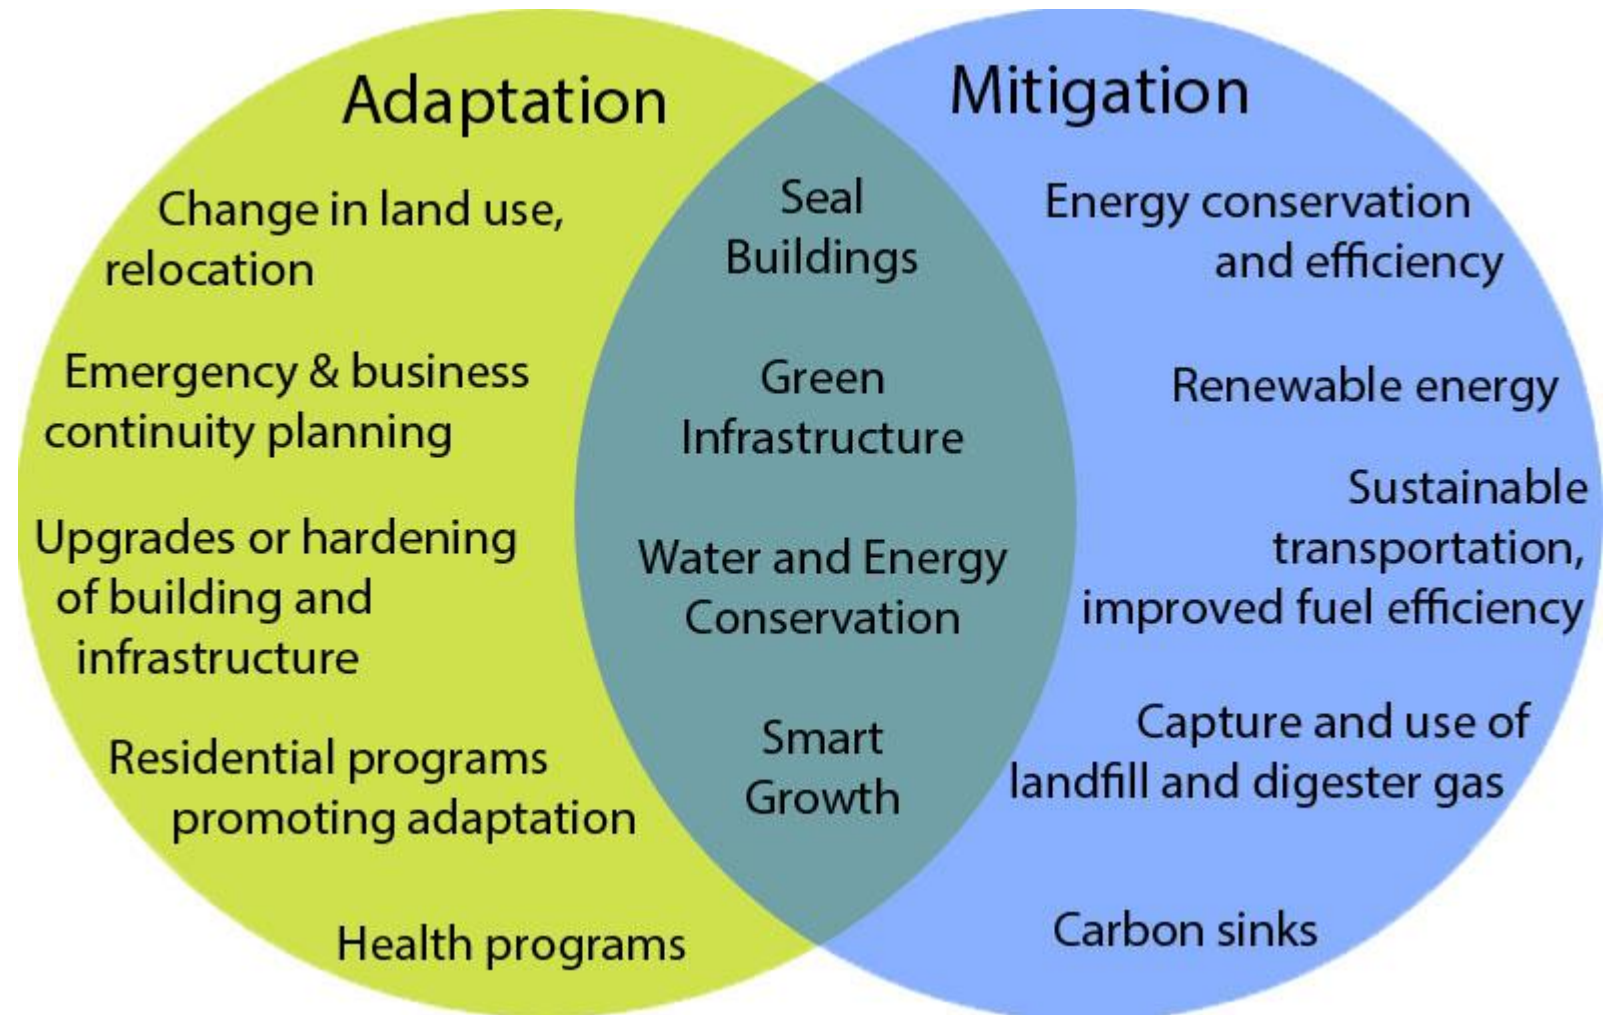 Adaptation
Change in land use,
relocation
Emergency & business
continuity planning
Upgrades or hardening
of building and
infrastructure
Residential programs
promoting adaptation
Health programs
Seal
Buildings
Green
Infrastructure
Water and Energy
Conservation
Smart
Growth
Mitigation
Energy conservation
and efficiency
Renewable energy
Sustainable
transportation,
improved fuel efficiency
Capture and use of
landfill and digester gas
Carbon sinks